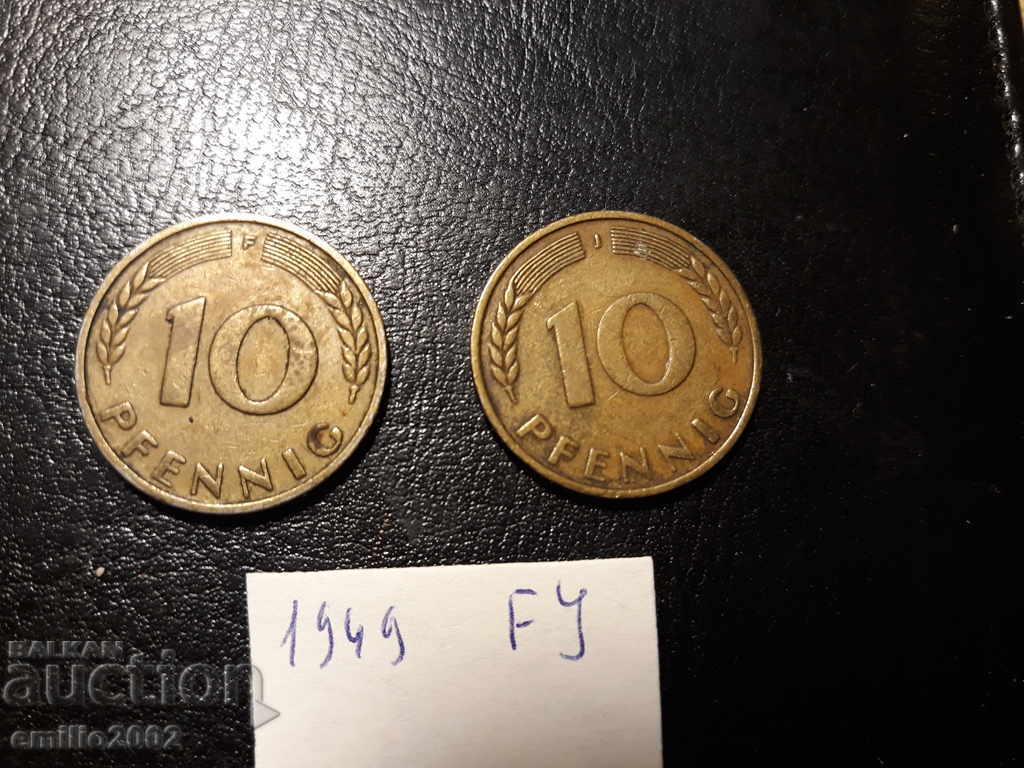 F
10
PFENNIG
J
10
PFENNIG
1949 FJ
BALKAN
auction
emilio2002